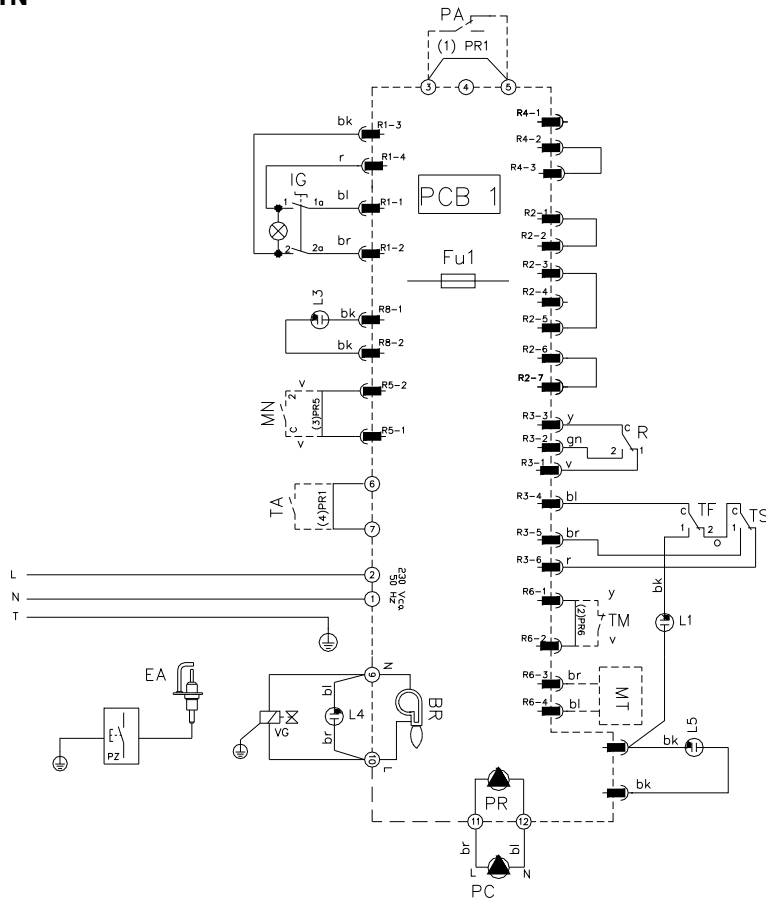 PA
(1) PR1
3 4 5
bk R1-3
r R1-4
IG
1 1a bl R1-1
2 2a br R1-2
PCB 1
Fu1
L3
bk R8-1
bk R8-2
MN
2
C
v
v
(3)PR5
R5-2
R5-1
TA
(4)PR1
6
7
L
N
T
2
1
230 Vca
50 Hz
EA
PZ
VG
bl
br
L4
6 N
10 L
BR
PR
11 12
br bl
L N
PC
R4-1
R4-2
R4-3
R2-1
R2-2
R2-3
R2-4
R2-5
R2-6
R2-7
R3-3 y
R3-2 gn
R3-1 v
C
2 1
R
R3-4 bl
R3-5 br
R3-6 r
C TF
1 2
C TS
1 2
bk
L1
R6-1 y
(2)PR6
TM
R6-2 v
R6-3 br
R6-4 bl
MT
L5
bk
bk